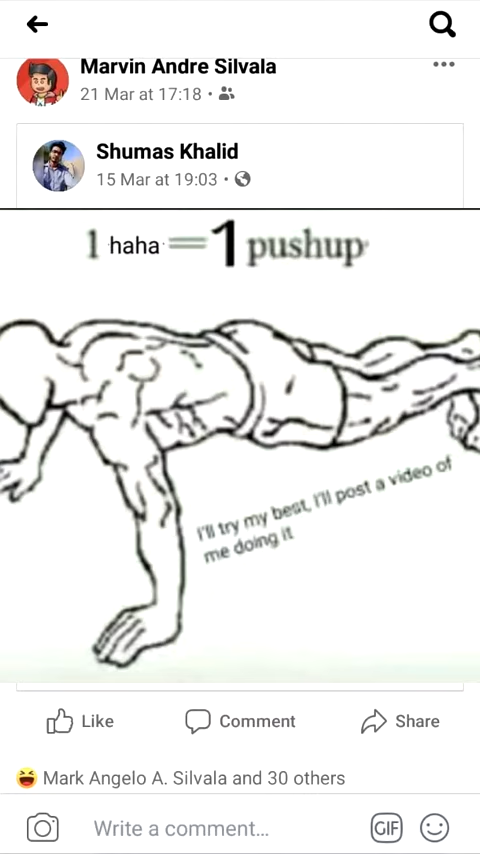 Marvin Andre Silvala
21 Mar at 17:18 •
Shumas Khalid
15 Mar at 19:03 •
1 haha = 1 pushup
I'll try my best, I'll post a video of
me doing it
Like Comment Share
Mark Angelo A. Silvala and 30 others
Write a comment... GIF